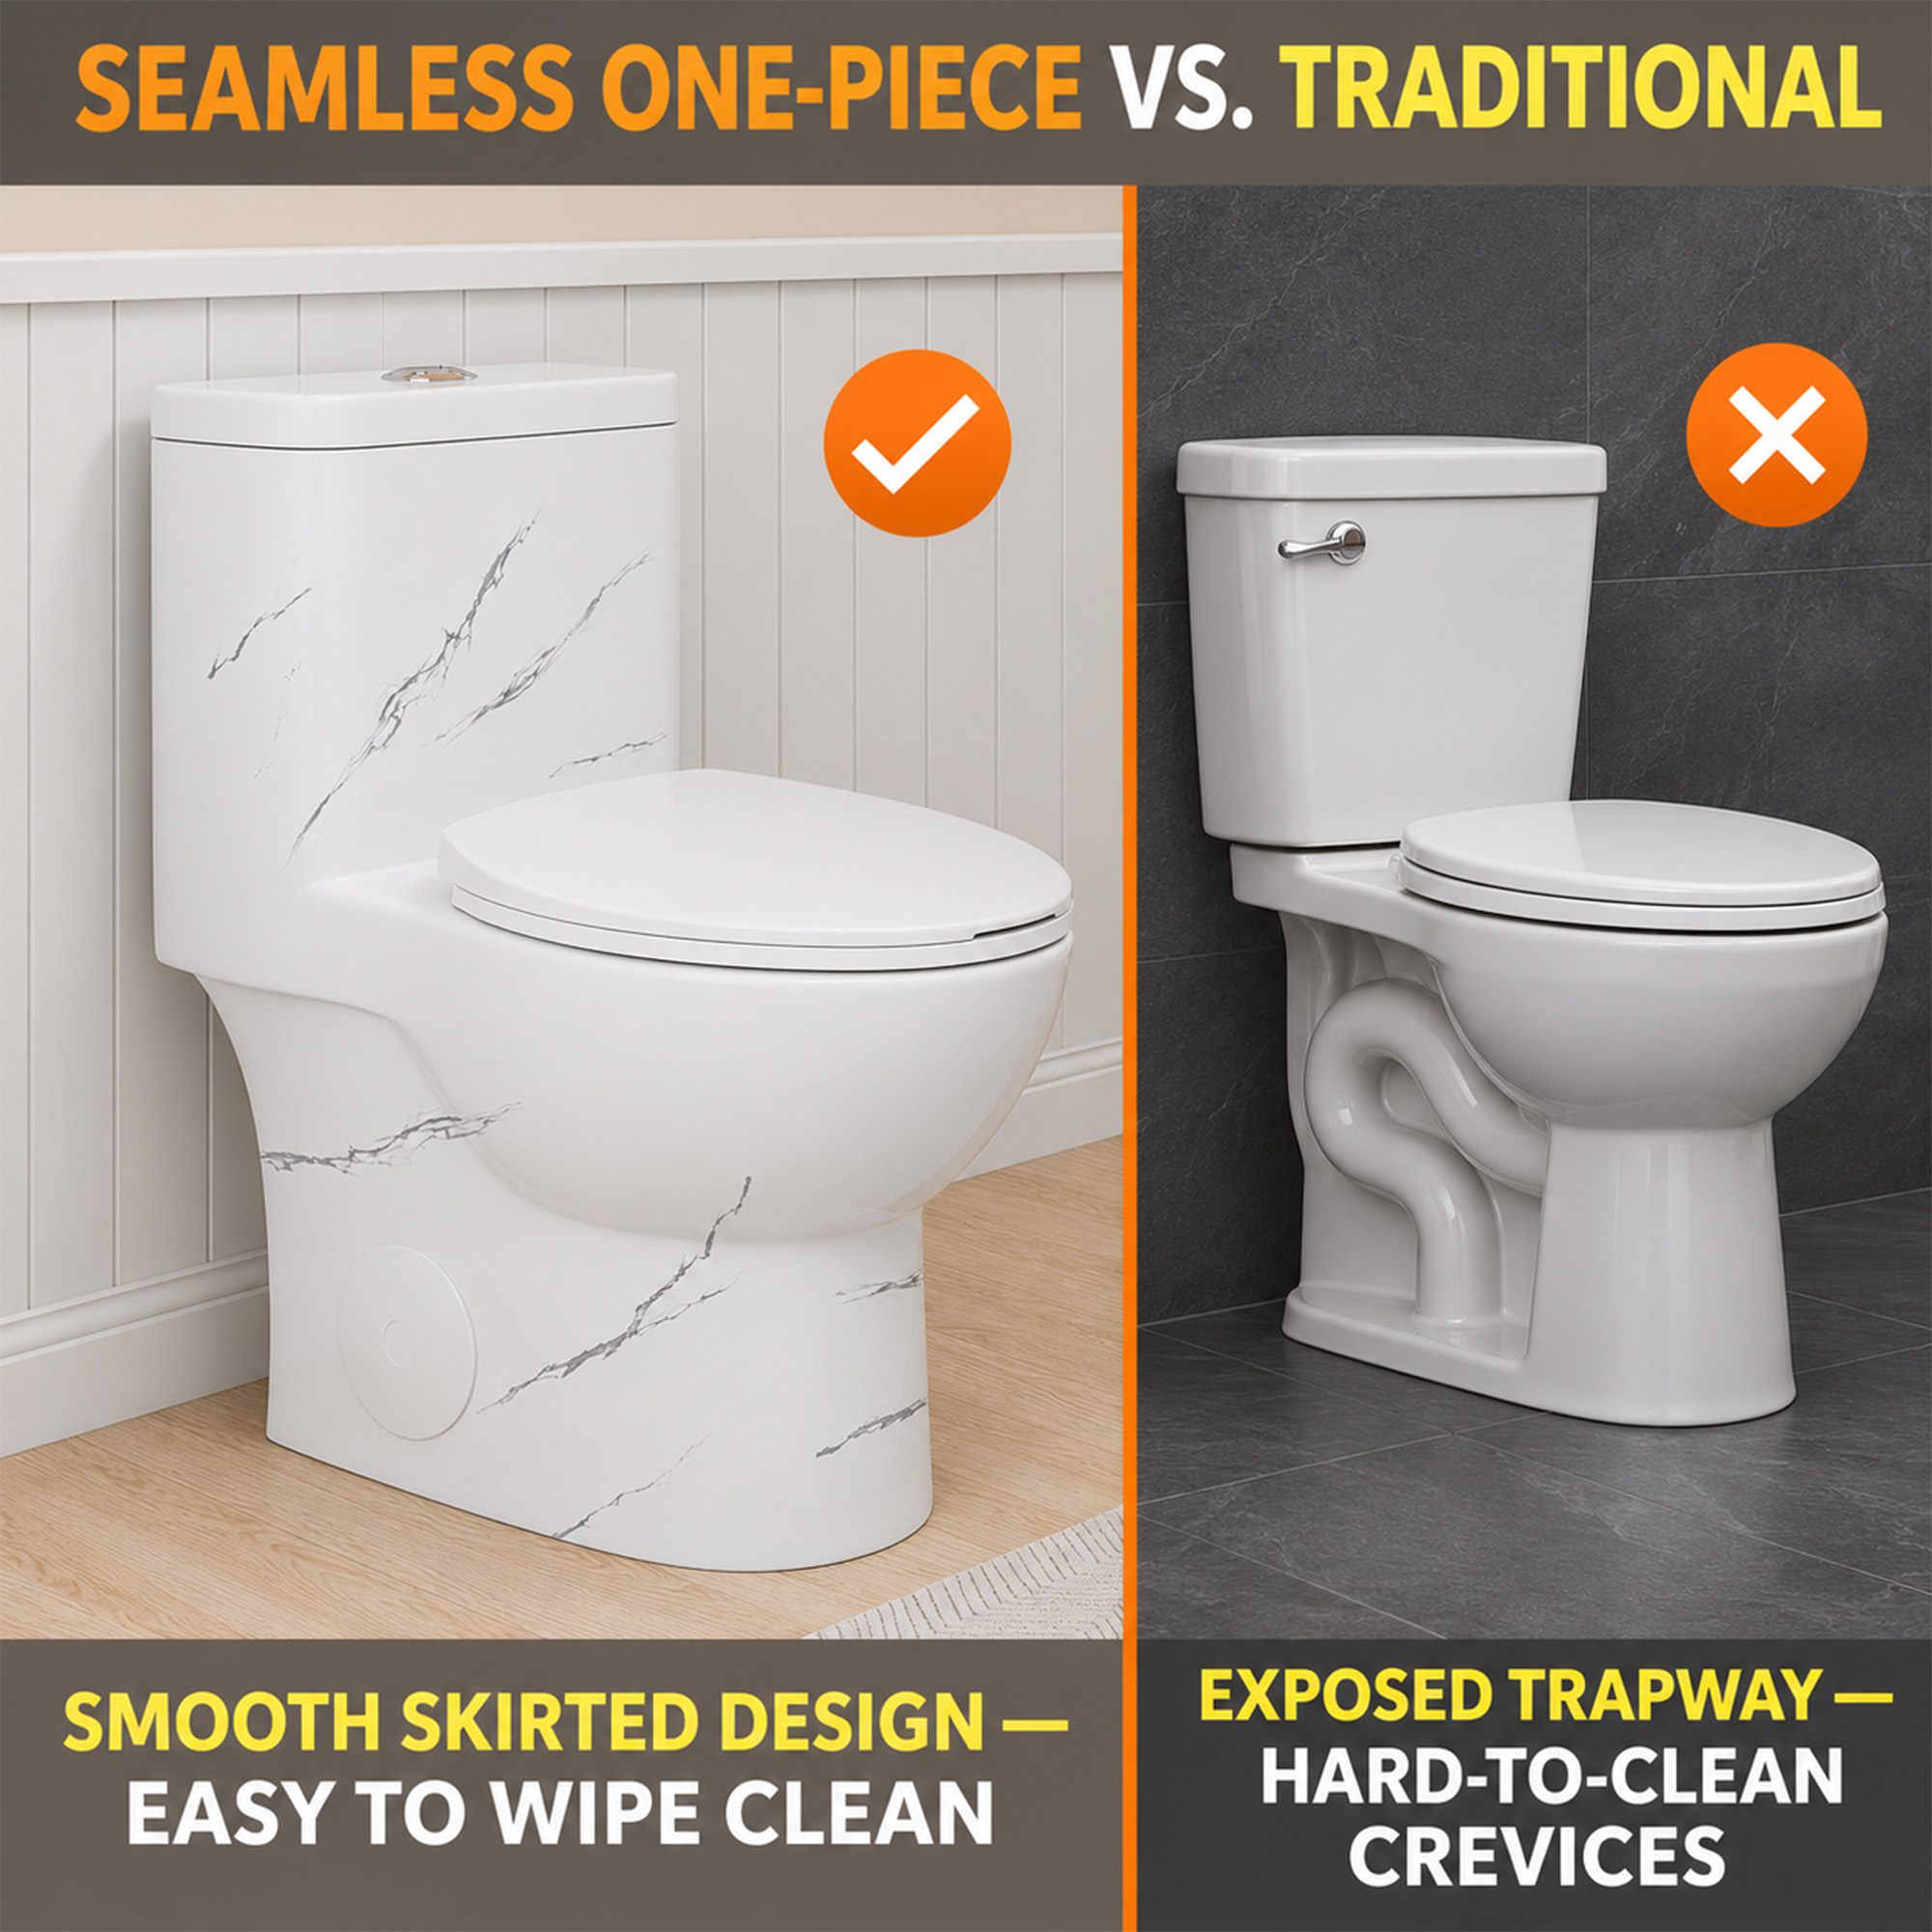 SEAMLESS ONE-PIECE VS. TRADITIONAL
SMOOTH SKIRTED DESIGN —
EASY TO WIPE CLEAN
EXPOSED TRAPWAY —
HARD-TO-CLEAN
CREVICES